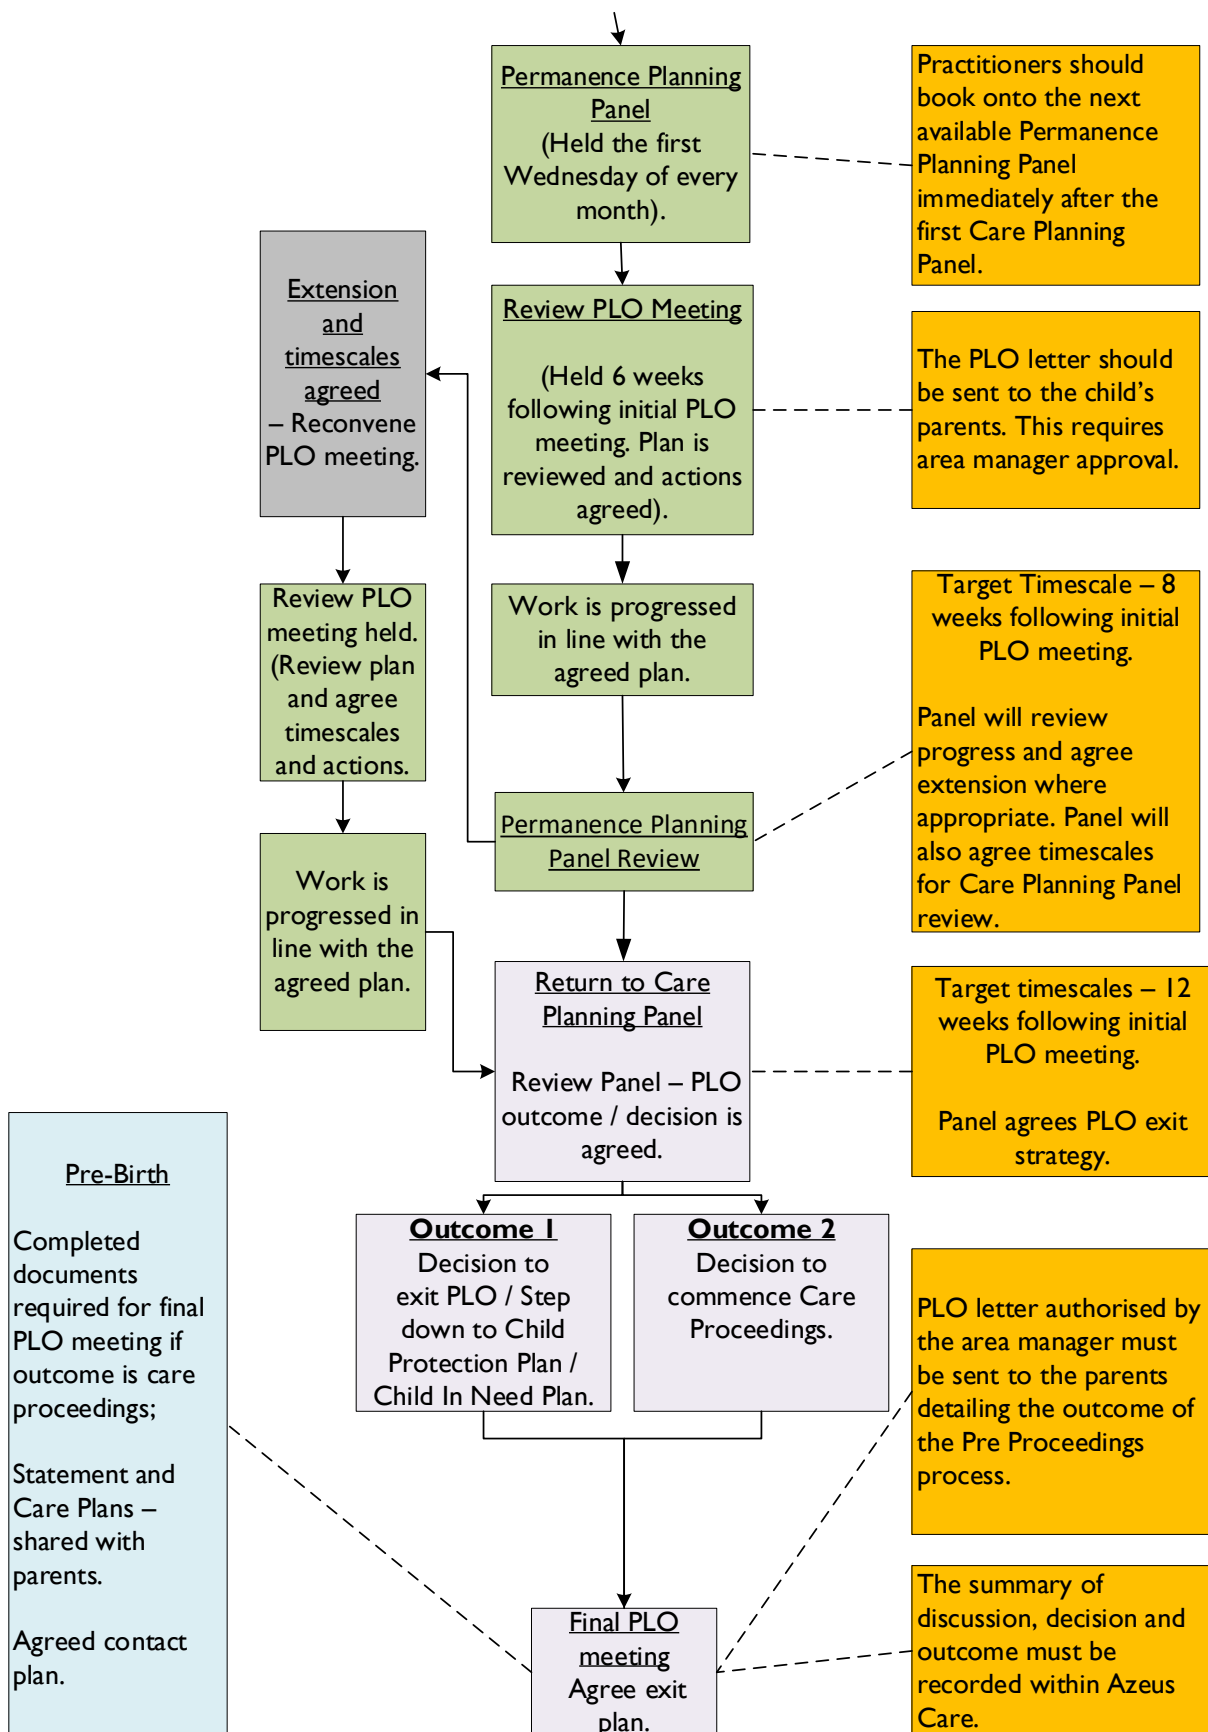 Permanence Planning
Panel
(Held the first
Wednesday of every
month).
Practitioners should
book onto the next
available Permanence
Planning Panel
immediately after the
first Care Planning
Panel.
Extension
and
timescales
agreed
– Reconvene
PLO meeting.
Review PLO Meeting
(Held 6 weeks
following initial PLO
meeting. Plan is
reviewed and actions
agreed).
The PLO letter should
be sent to the child’s
parents. This requires
area manager approval.
Review PLO
meeting held.
(Review plan
and agree
timescales
and actions.
Work is progressed
in line with the
agreed plan.
Target Timescale – 8
weeks following initial
PLO meeting.
Panel will review
progress and agree
extension where
appropriate. Panel will
also agree timescales
for Care Planning Panel
review.
Permanence Planning
Panel Review
Work is
progressed in
line with the
agreed plan.
Return to Care
Planning Panel
Review Panel – PLO
outcome / decision is
agreed.
Target timescales – 12
weeks following initial
PLO meeting.
Panel agrees PLO exit
strategy.
Pre-Birth
Completed
documents
required for final
PLO meeting if
outcome is care
proceedings;
Statement and
Care Plans –
shared with
parents.
Agreed contact
plan.
Outcome 1
Decision to
exit PLO / Step
down to Child
Protection Plan /
Child In Need Plan.
Outcome 2
Decision to
commence Care
Proceedings.
PLO letter authorised by
the area manager must
be sent to the parents
detailing the outcome of
the Pre Proceedings
process.
Final PLO
meeting
Agree exit
plan.
The summary of
discussion, decision and
outcome must be
recorded within Azeus
Care.